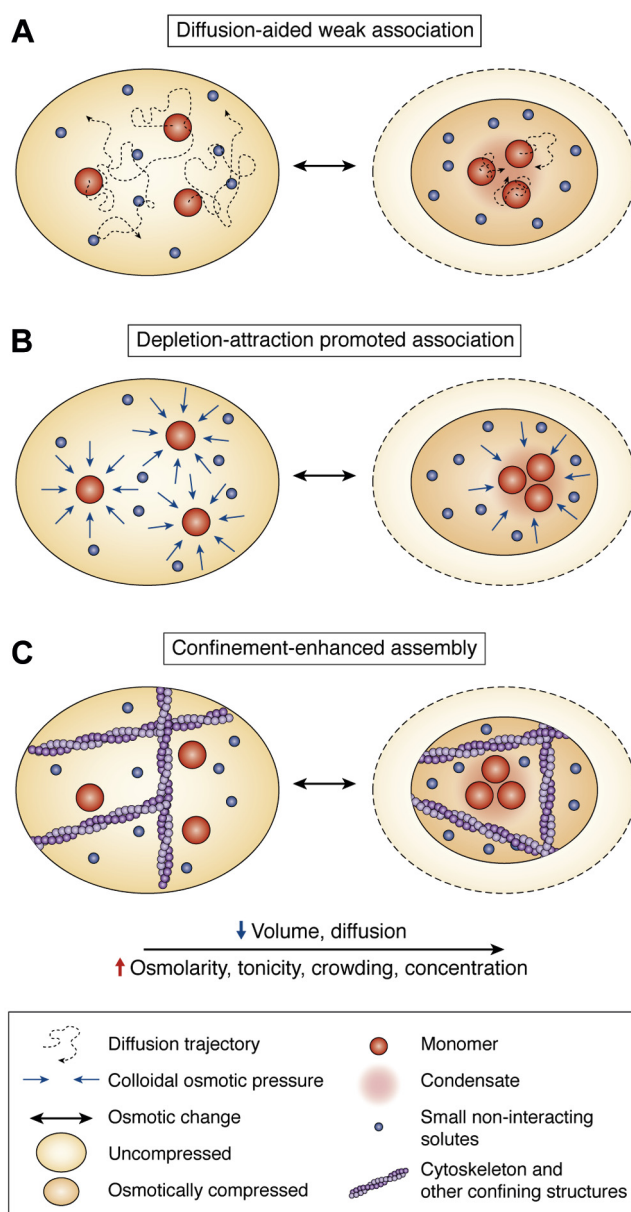 A
Diffusion-aided weak association
B
Depletion-attraction promoted association
C
Confinement-enhanced assembly
Volume, diffusion
Osmolarity, tonicity, crowding, concentration
Diffusion trajectory
Colloidal osmotic pressure
Osmotic change
Uncompressed
Osmotically compressed
Monomer
Condensate
Small non-interacting
solutes
Cytoskeleton and
other confining structures